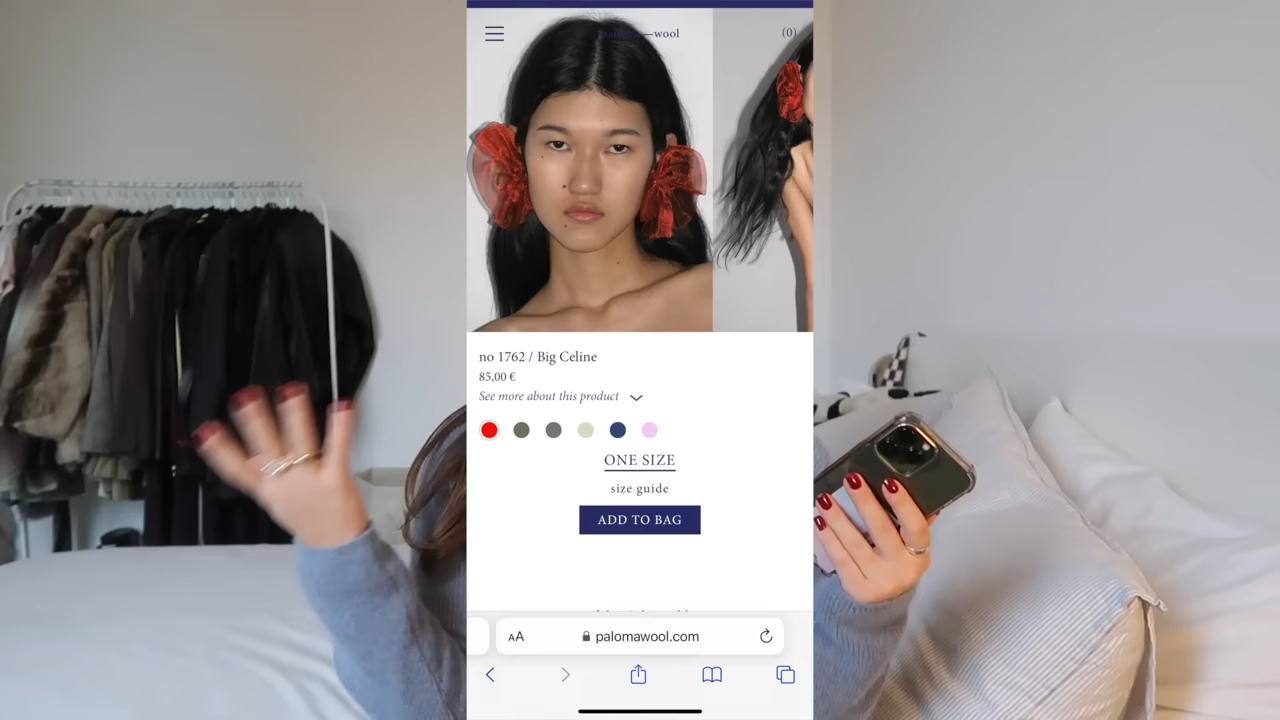 paloma—wool
(0)
no 1762 / Big Celine
85,00 €
See more about this product
ONE SIZE
size guide
ADD TO BAG
AA
palomawool.com